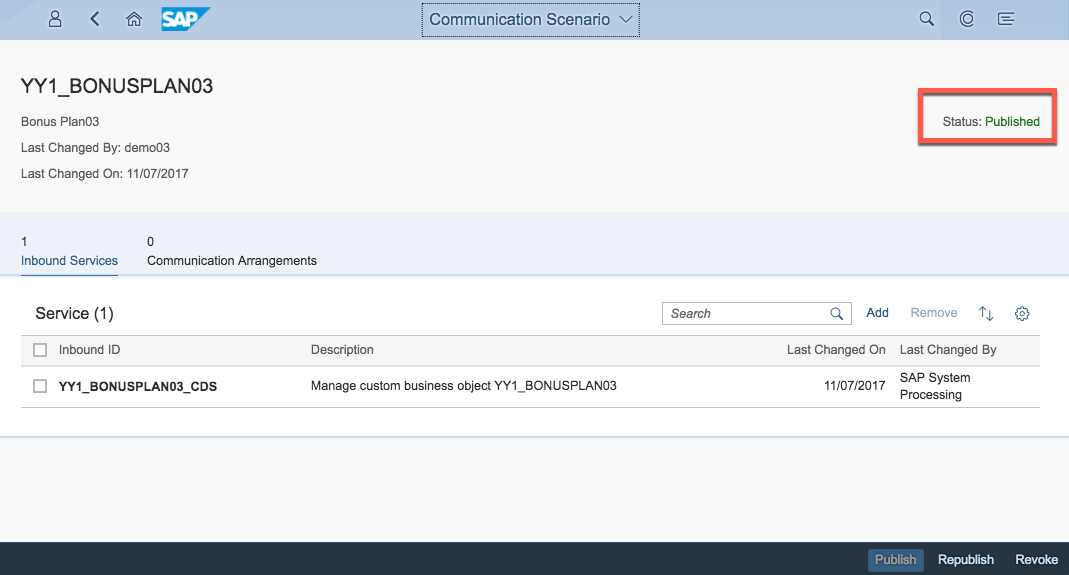 SAP
Communication Scenario
YY1_BONUSPLAN03
Bonus Plan03
Status: Published
Last Changed By: demo03
Last Changed On: 11/07/2017
1
Inbound Services
0
Communication Arrangements
Service (1)
Search
Add
Remove
Inbound ID
Description
Last Changed On
Last Changed By
YY1_BONUSPLAN03_CDS
Manage custom business object YY1_BONUSPLAN03
11/07/2017
SAP System
Processing
Publish
Republish
Revoke